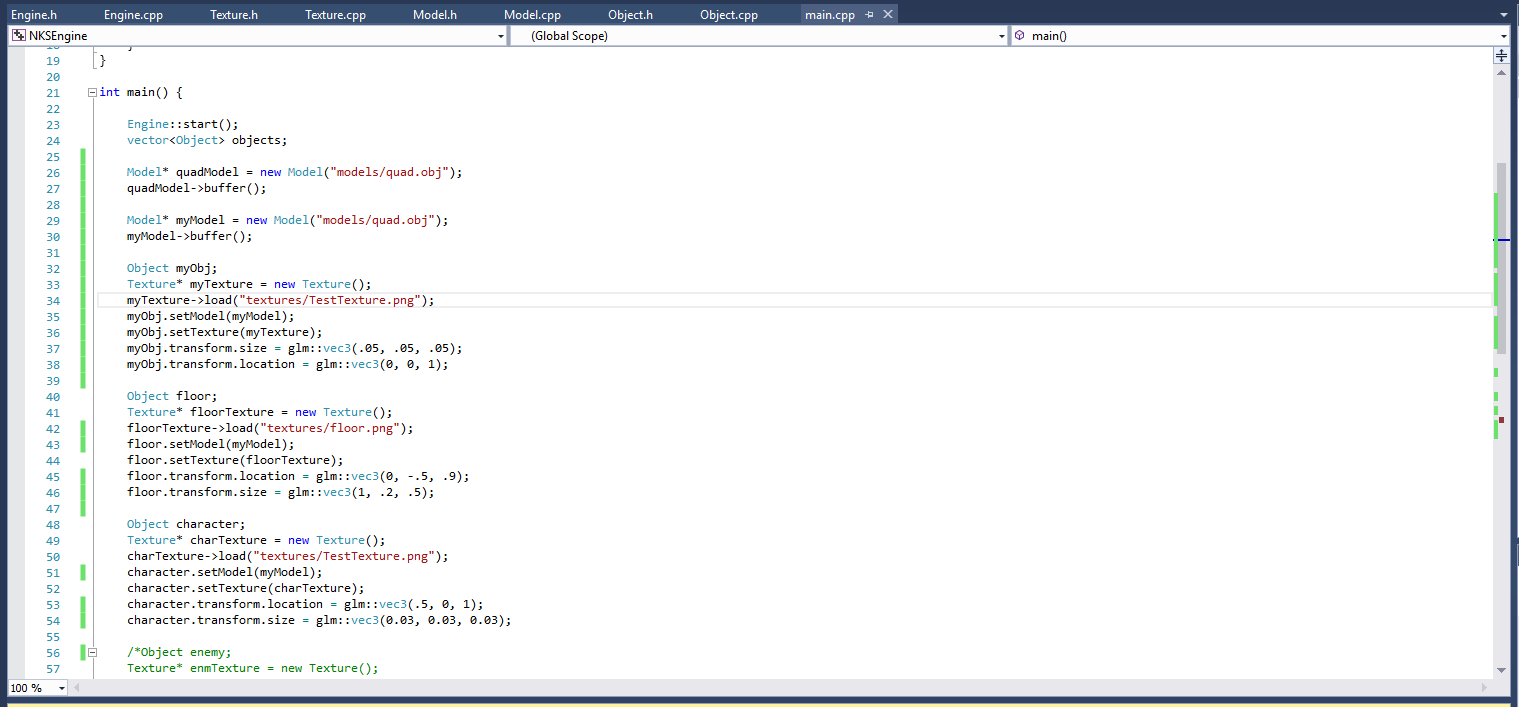 Engine.h Engine.cpp Texture.h Texture.cpp Model.h Model.cpp Object.h Object.cpp main.cpp
NKSEngine (Global Scope) main()
19 }
20
21 int main() {
22
23 Engine::start();
24 vector<Object> objects;
25
26 Model* quadModel = new Model("models/quad.obj");
27 quadModel->buffer();
28
29 Model* myModel = new Model("models/quad.obj");
30 myModel->buffer();
31
32 Object myObj;
33 Texture* myTexture = new Texture();
34 myTexture->load("textures/TestTexture.png");
35 myObj.setModel(myModel);
36 myObj.setTexture(myTexture);
37 myObj.transform.size = glm::vec3(.05, .05, .05);
38 myObj.transform.location = glm::vec3(0, 0, 1);
39
40 Object floor;
41 Texture* floorTexture = new Texture();
42 floorTexture->load("textures/floor.png");
43 floor.setModel(myModel);
44 floor.setTexture(floorTexture);
45 floor.transform.location = glm::vec3(0, -.5, .9);
46 floor.transform.size = glm::vec3(1, .2, .5);
47
48 Object character;
49 Texture* charTexture = new Texture();
50 charTexture->load("textures/TestTexture.png");
51 character.setModel(myModel);
52 character.setTexture(charTexture);
53 character.transform.location = glm::vec3(.5, 0, 1);
54 character.transform.size = glm::vec3(0.03, 0.03, 0.03);
55
56 /*Object enemy;
57 Texture* enmTexture = new Texture();
100 %